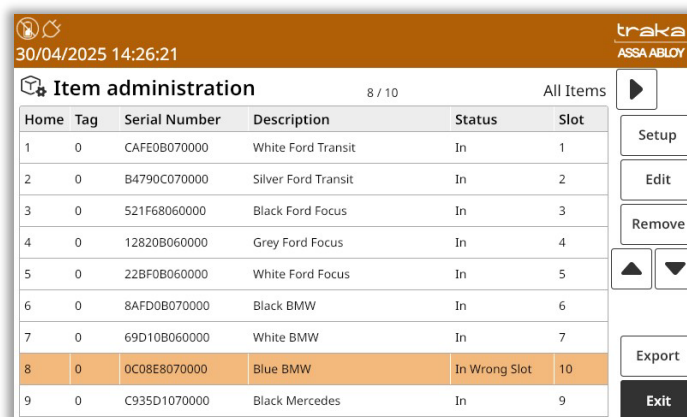 30/04/2025 14:26:21
traka
ASSA ABLOY
Item administration 8 / 10 All Items
Home Tag Serial Number Description Status Slot
1 0 CAFE0B070000 White Ford Transit In 1
2 0 B4790C070000 Silver Ford Transit In 2
3 0 521F68060000 Black Ford Focus In 3
4 0 12820B060000 Grey Ford Focus In 4
5 0 22BF0B060000 White Ford Focus In 5
6 0 8AFD0B070000 Black BMW In 6
7 0 69D10B060000 White BMW In 7
8 0 0C08E8070000 Blue BMW In Wrong Slot 10
9 0 C935D1070000 Black Mercedes In 9
Setup
Edit
Remove
Export
Exit